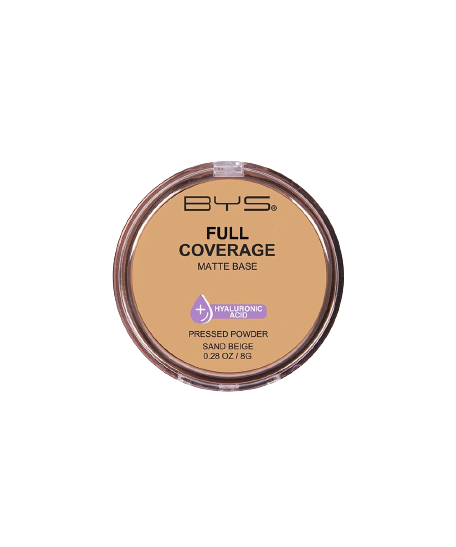 BYS®
FULL
COVERAGE
MATTE BASE
+ HYALURONIC
ACID
PRESSED POWDER
SAND BEIGE
0.28 OZ / 8G